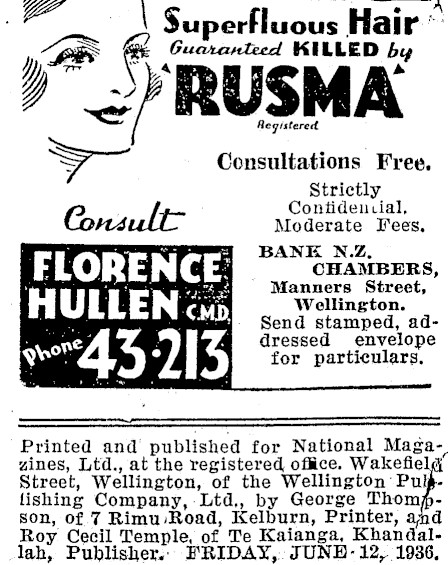 Superfluous Hair
Guaranteed KILLED by
'RUSMA'
Registered
Consultations Free.
Strictly
Confidential.
Moderate Fees.
Consult
FLORENCE
HULLEN C.M.D.
Phone 43·213
BANK N.Z.
CHAMBERS,
Manners Street,
Wellington.
Send stamped, ad-
dressed envelope
for particulars.
Printed and published for National Maga-
zines, Ltd., at the registered office. Wakefield
Street, Wellington, of the Wellington Pub-
lishing Company, Ltd., by George Thomp-
son, of 7 Rimu Road, Kelburn, Printer, and
Roy Cecil Temple, of Te Kainga, Khandal-
lah, Publisher. FRIDAY, JUNE 12, 1936.